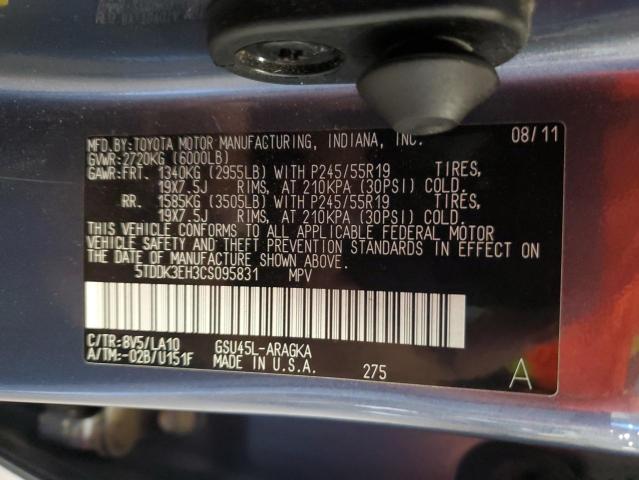 MFD.BY:TOYOTA MOTOR MANUFACTURING, INDIANA, INC. 08/11
GVWR:2720KG (6000LB)
GAWR:FRT. 1340KG (2955LB) WITH P245/55R19 TIRES,
19X7.5J RIMS, AT 210KPA (30PSI) COLD.
RR. 1585KG (3505LB) WITH P245/55R19 TIRES,
19X7.5J RIMS, AT 210KPA (30PSI) COLD.
THIS VEHICLE CONFORMS TO ALL APPLICABLE FEDERAL MOTOR
VEHICLE SAFETY AND THEFT PREVENTION STANDARDS IN EFFECT ON
THE DATE OF MANUFACTURE SHOWN ABOVE.
5TDDK3EH3CS095831 MPV
C/TR:8V5/LA10 GSU45L-ARAGKA
A/TM:-02B/U151F MADE IN U.S.A. 275 A